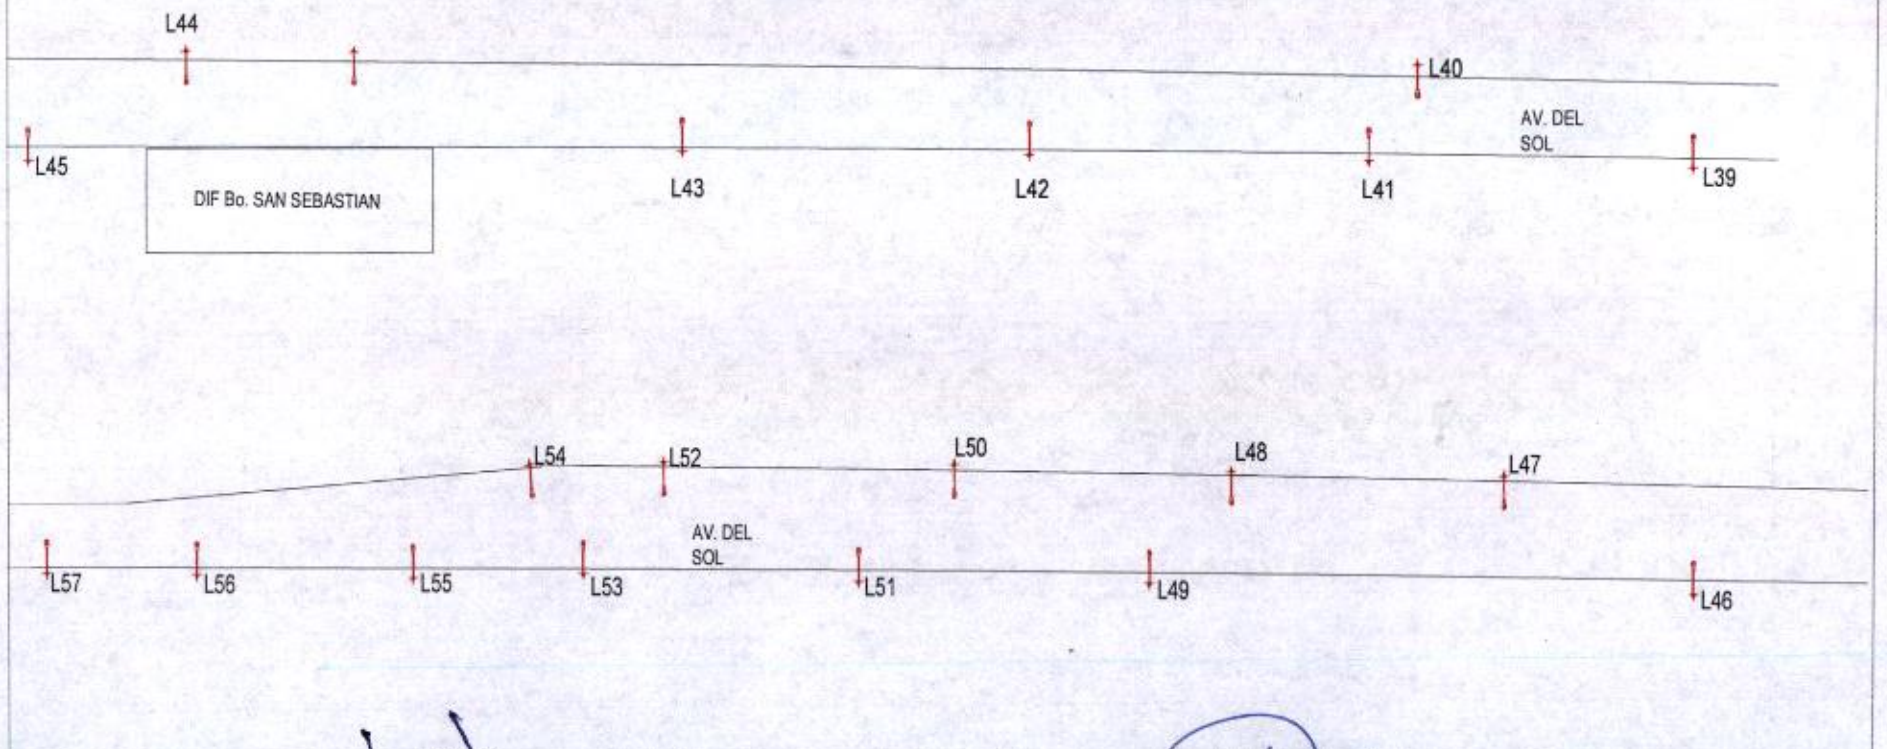 L44
L40
AV. DEL
SOL
L45
DIF Bo. SAN SEBASTIAN
L43
L42
L41
L39
L54
L52
L50
L48
L47
AV. DEL
SOL
L57
L56
L55
L53
L51
L49
L46